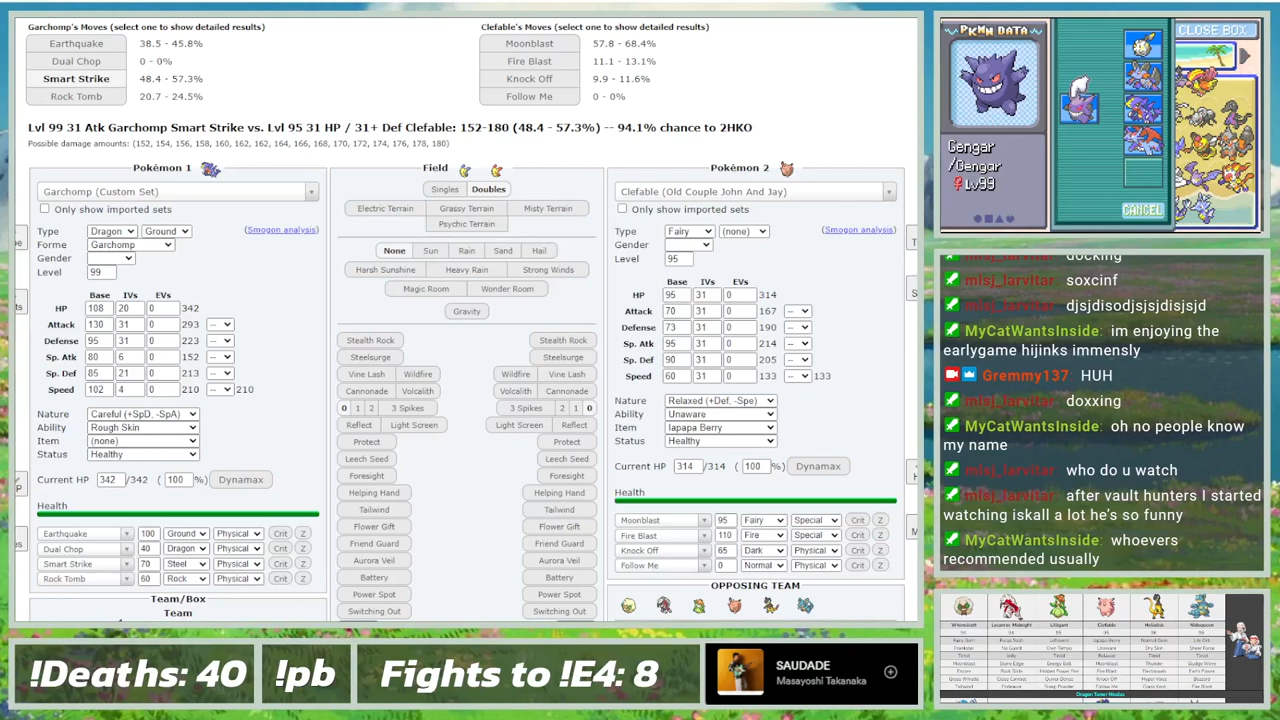 Garchomp's Moves (select one to show detailed results)
Earthquake 38.5 - 45.8%
Dual Chop 0 - 0%
Smart Strike 48.4 - 57.3%
Rock Tomb 20.7 - 24.5%
Clefable's Moves (select one to show detailed results)
Moonblast 57.8 - 68.4%
Fire Blast 11.1 - 13.1%
Knock Off 9.9 - 11.6%
Follow Me 0 - 0%
Lvl 99 31 Atk Garchomp Smart Strike vs. Lvl 95 31 HP / 31+ Def Clefable: 152-180 (48.4 - 57.3%) -- 94.1% chance to 2HKO
Possible damage amounts: (152, 154, 156, 158, 160, 162, 162, 164, 166, 168, 170, 172, 174, 176, 178, 180)
Pokémon 1
Garchomp (Custom Set)
Only show imported sets
Type Dragon Ground (Smogon analysis)
Forme Garchomp
Gender
Level 99
Base IVs EVs
HP 108 20 0 342
Attack 130 31 0 293 --
Defense 95 31 0 223 --
Sp. Atk 80 6 0 152 --
Sp. Def 85 21 0 213 --
Speed 102 4 0 210 -- 210
Nature Careful (+SpD, -SpA)
Ability Rough Skin
Item (none)
Status Healthy
Current HP 342 /342 ( 100 %) Dynamax
Health
Earthquake 100 Ground Physical Crit Z
Dual Chop 40 Dragon Physical Crit Z
Smart Strike 70 Steel Physical Crit Z
Rock Tomb 60 Rock Physical Crit Z
Team/Box
Team
Field
Singles Doubles
Electric Terrain Grassy Terrain Misty Terrain
Psychic Terrain
None Sun Rain Sand Hail
Harsh Sunshine Heavy Rain Strong Winds
Magic Room Wonder Room
Gravity
Stealth Rock Stealth Rock
Steelsurge Steelsurge
Vine Lash Wildfire Wildfire Vine Lash
Cannonade Volcalith Volcalith Cannonade
0 1 2 3 Spikes 3 Spikes 2 1 0
Reflect Light Screen Light Screen Reflect
Protect Protect
Leech Seed Leech Seed
Foresight Foresight
Helping Hand Helping Hand
Tailwind Tailwind
Flower Gift Flower Gift
Friend Guard Friend Guard
Aurora Veil Aurora Veil
Battery Battery
Power Spot Power Spot
Switching Out Switching Out
Pokémon 2
Clefable (Old Couple John And Jay)
Only show imported sets
Type Fairy (none) (Smogon analysis)
Gender
Level 95
Base IVs EVs
HP 95 31 0 314
Attack 70 31 0 167 --
Defense 73 31 0 190 --
Sp. Atk 95 31 0 214 --
Sp. Def 90 31 0 205 --
Speed 60 31 0 133 -- 133
Nature Relaxed (+Def, -Spe)
Ability Unaware
Item Iapapa Berry
Status Healthy
Current HP 314 /314 ( 100 %) Dynamax
Health
Moonblast 95 Fairy Special Crit Z
Fire Blast 110 Fire Special Crit Z
Knock Off 65 Dark Physical Crit Z
Follow Me 0 Normal Physical Crit Z
OPPOSING TEAM
PKMN DATA
CLOSE BOX
Gengar
/Gengar
♀Lv99
CANCEL
docking
mlsj_larvitar: soxcinf
mlsj_larvitar: djsjdisodjsjsjdisjsjd
MyCatWantsInside: im enjoying the
earlygame hijinks immensly
Gremmy137: HUH
mlsj_larvitar: doxxing
MyCatWantsInside: oh no people know
my name
mlsj_larvitar: who do u watch
mlsj_larvitar: after vault hunters I started
watching iskall a lot he's so funny
MyCatWantsInside: whoevers
recommended usually
Whimsicott Lycanroc Midnight Lilligant Clefable Heliolisk Nidoqueen
Dragon Tamer Nicolas
!Deaths: 40 !pb Fights to E4: 8
SAUDADE
Masayoshi Takanaka